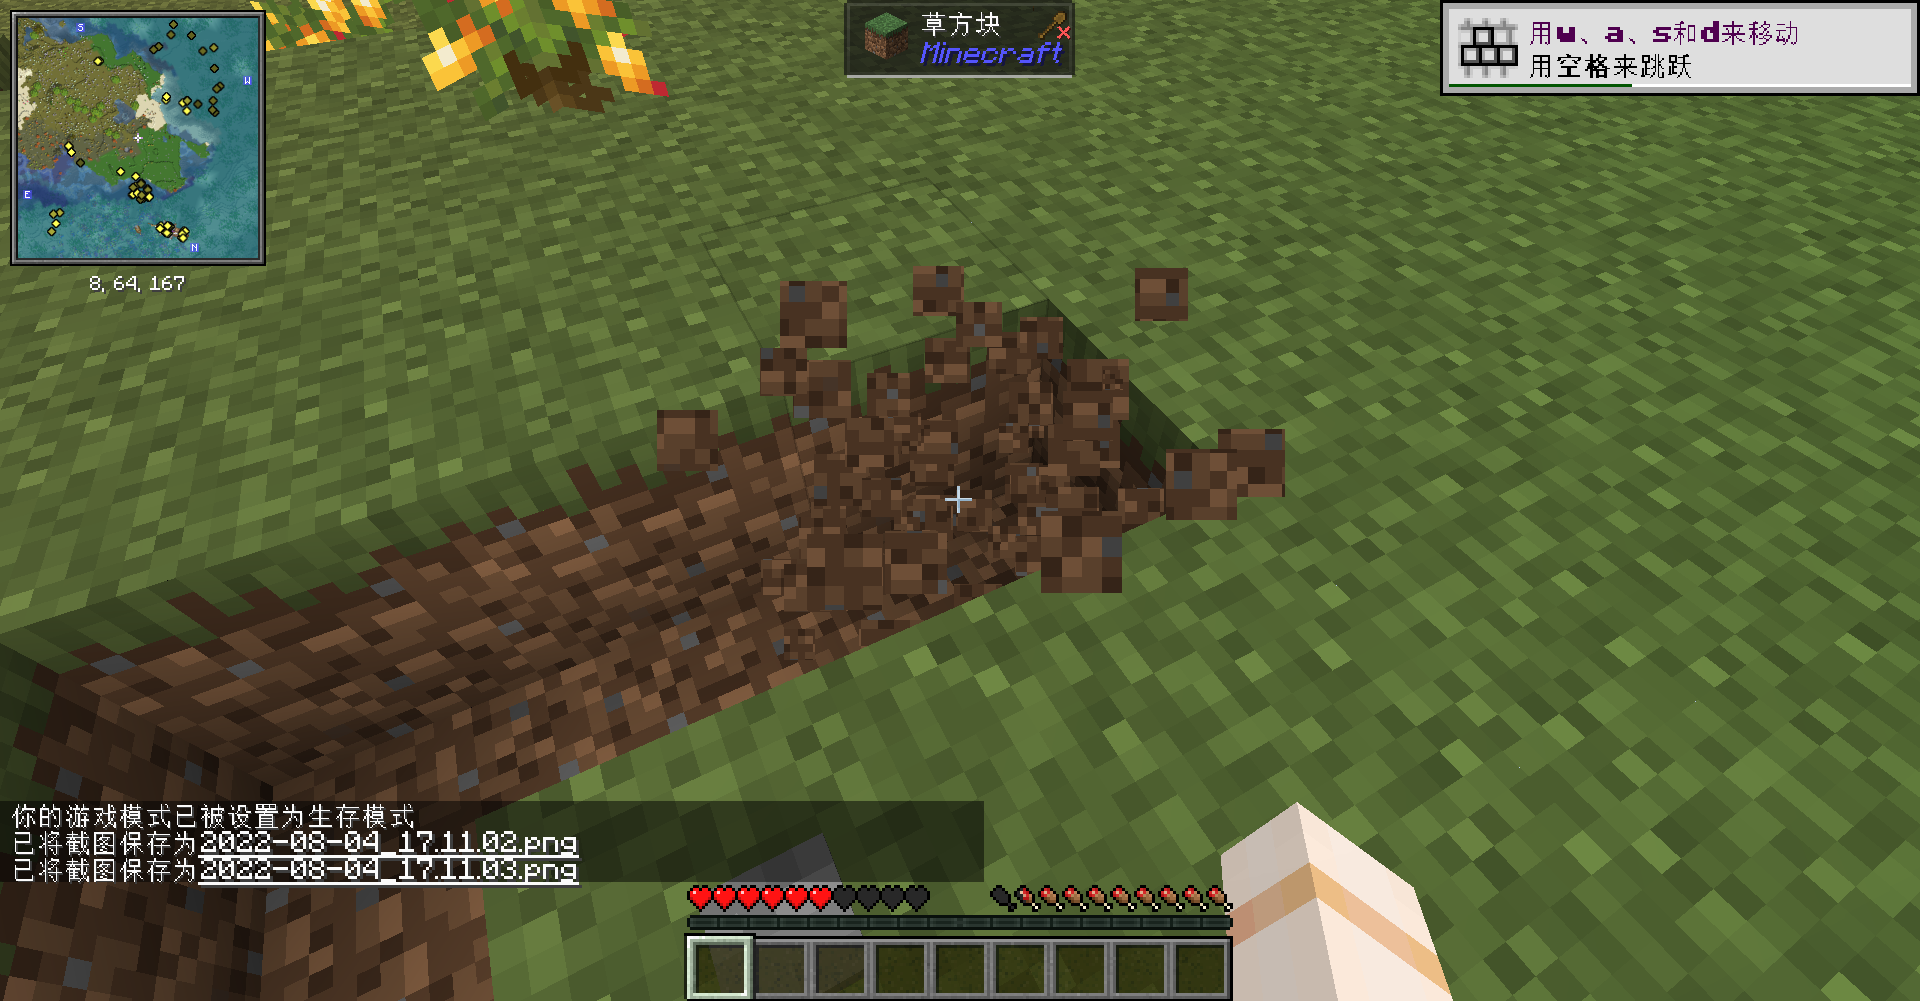 S
W
E
N
8, 64, 167
草方块
Minecraft
用w、a、s和d来移动
用空格来跳跃
你的游戏模式已被设置为生存模式
已将截图保存为2022-08-04_17.11.02.png
已将截图保存为2022-08-04_17.11.03.png